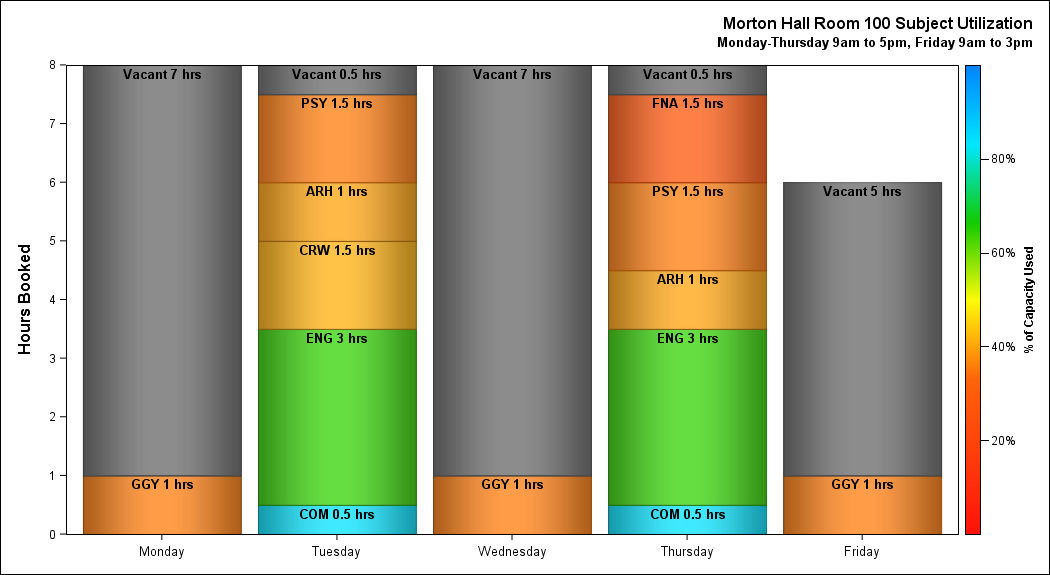 Morton Hall Room 100 Subject Utilization
Monday-Thursday 9am to 5pm, Friday 9am to 3pm
Hours Booked
8
7
6
5
4
3
2
1
0
Vacant 7 hrs
GGY 1 hrs
Vacant 0.5 hrs
PSY 1.5 hrs
ARH 1 hrs
CRW 1.5 hrs
ENG 3 hrs
COM 0.5 hrs
Vacant 7 hrs
GGY 1 hrs
Vacant 0.5 hrs
FNA 1.5 hrs
PSY 1.5 hrs
ARH 1 hrs
ENG 3 hrs
COM 0.5 hrs
Vacant 5 hrs
GGY 1 hrs
Monday
Tuesday
Wednesday
Thursday
Friday
80%
60%
40%
20%
% of Capacity Used